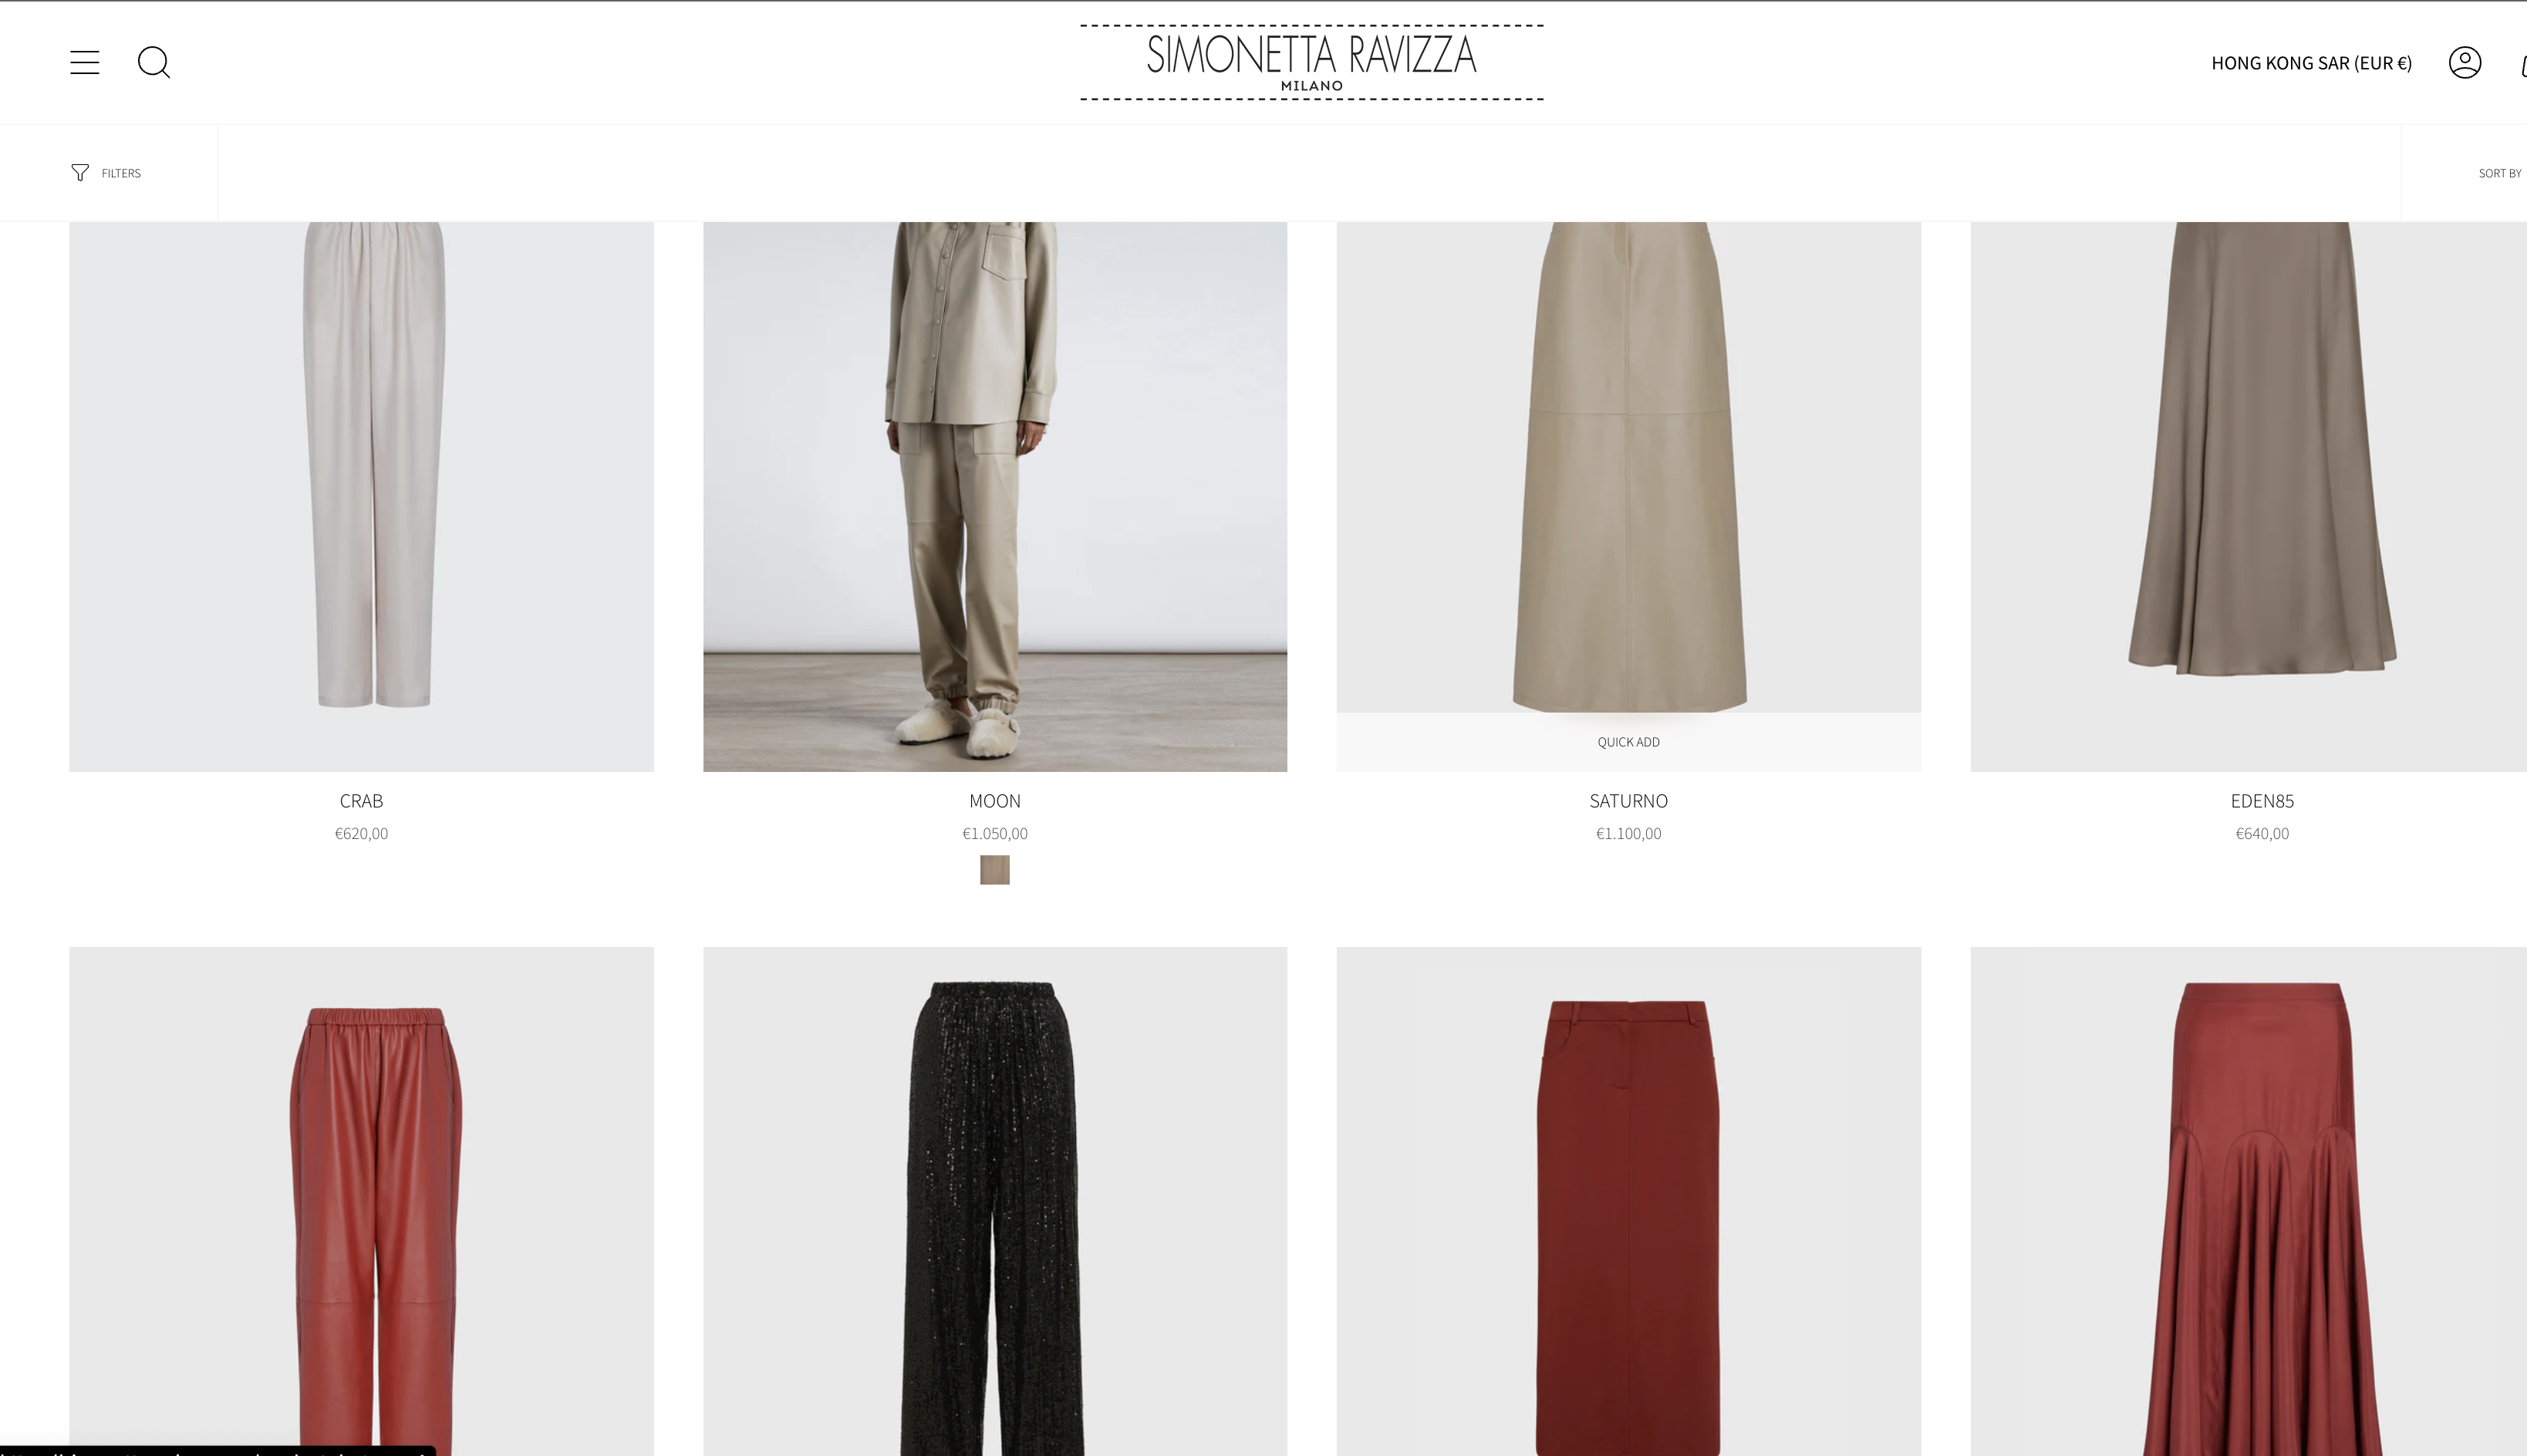 SIMONETTA RAVIZZA
MILANO
HONG KONG SAR (EUR €)
FILTERS
SORT BY
QUICK ADD
CRAB
MOON
SATURNO
EDEN85
€620,00
€1.050,00
€1.100,00
€640,00